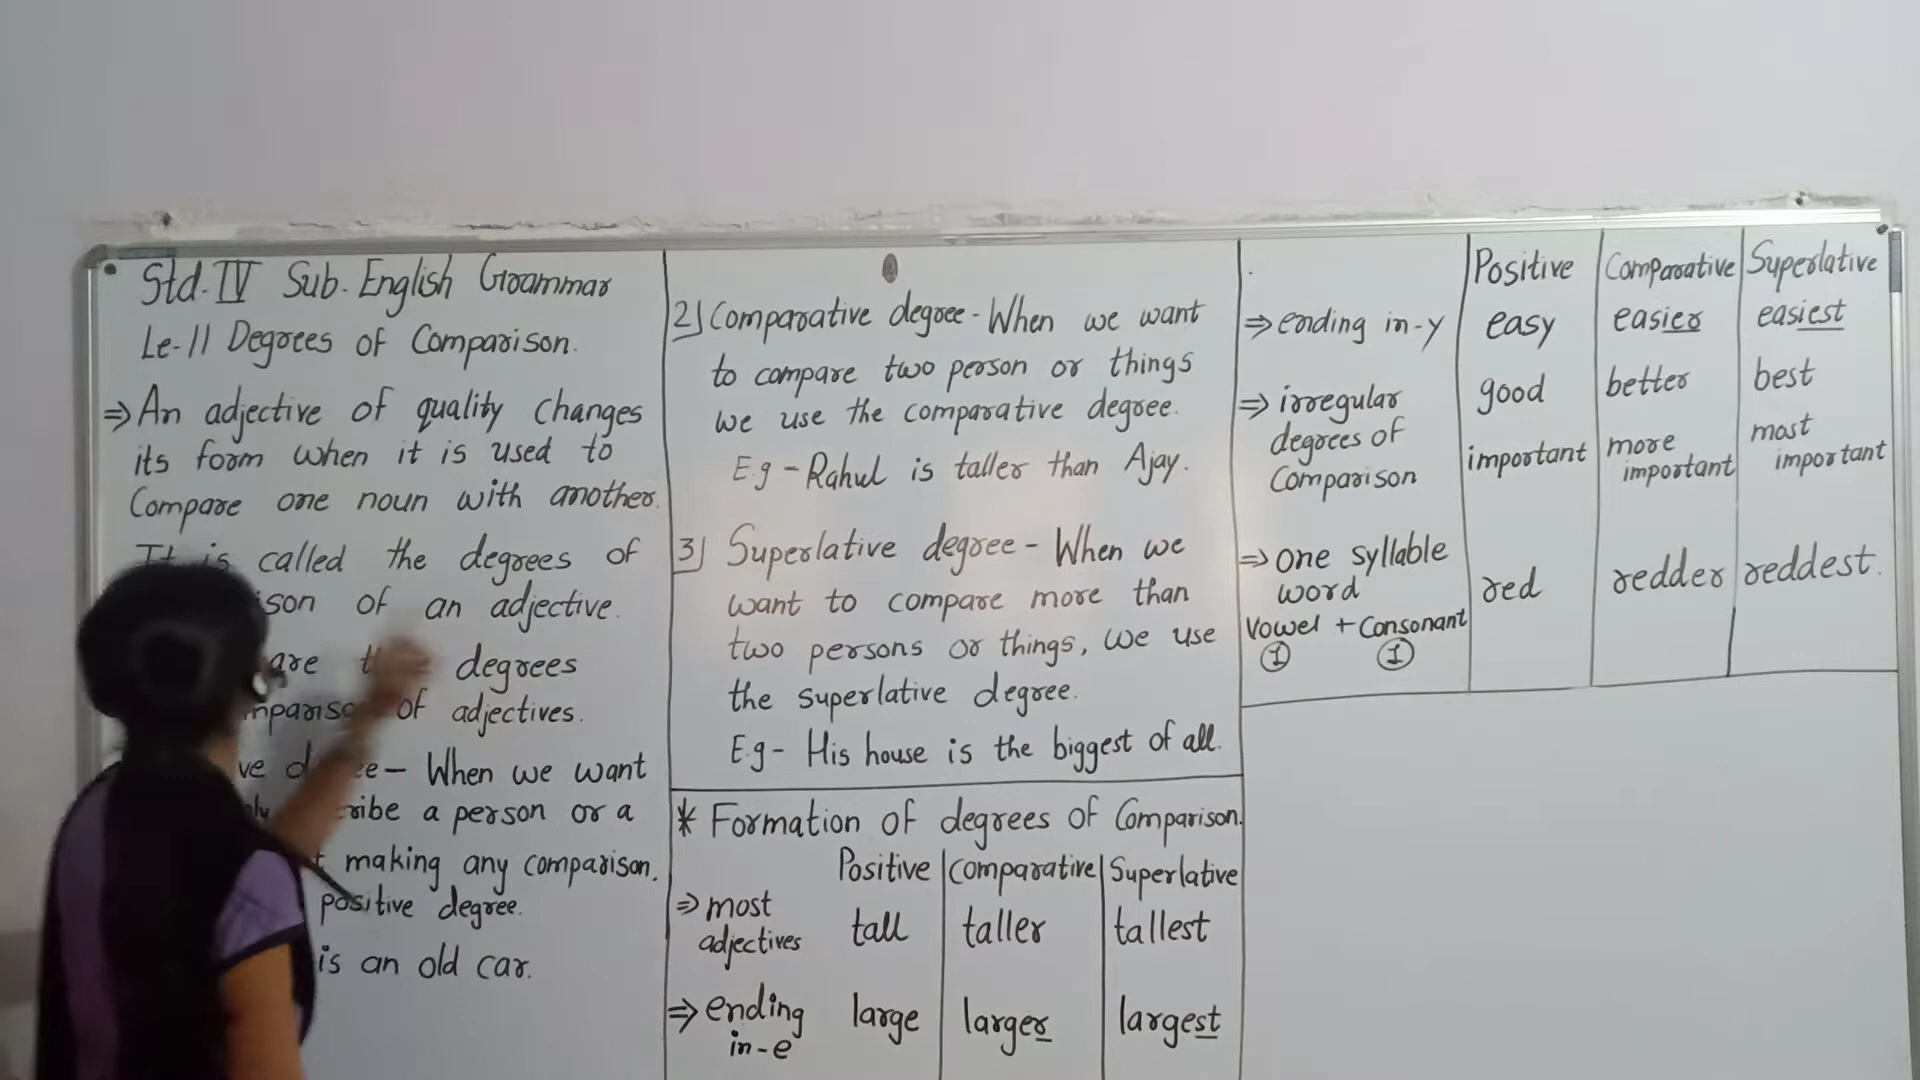 Std. IV Sub. English Grammar
Le-11 Degrees of Comparison.
⇒ An adjective of quality changes
its form when it is used to
Compare one noun with another.
It is called the degrees of
son of an adjective.
are degrees
of adjectives.
When we want
a person or a
making any comparison.
positive degree.
is an old car.
2) Comparative degree - When we want
to compare two person or things
we use the comparative degree.
E.g - Rahul is taller than Ajay.
3) Superlative degree - When we
want to compare more than
two persons or things, we use
the superlative degree.
E.g - His house is the biggest of all.
* Formation of degrees of Comparison.
Positive Comparative Superlative
⇒ most adjectives tall taller tallest
⇒ ending in-e large larger largest
Positive Comparative Superlative
⇒ ending in-y easy easier easiest
⇒ irregular good better best
degrees of
Comparison important more important most important
⇒ One syllable
word red redder reddest.
Vowel + Consonant
1 1